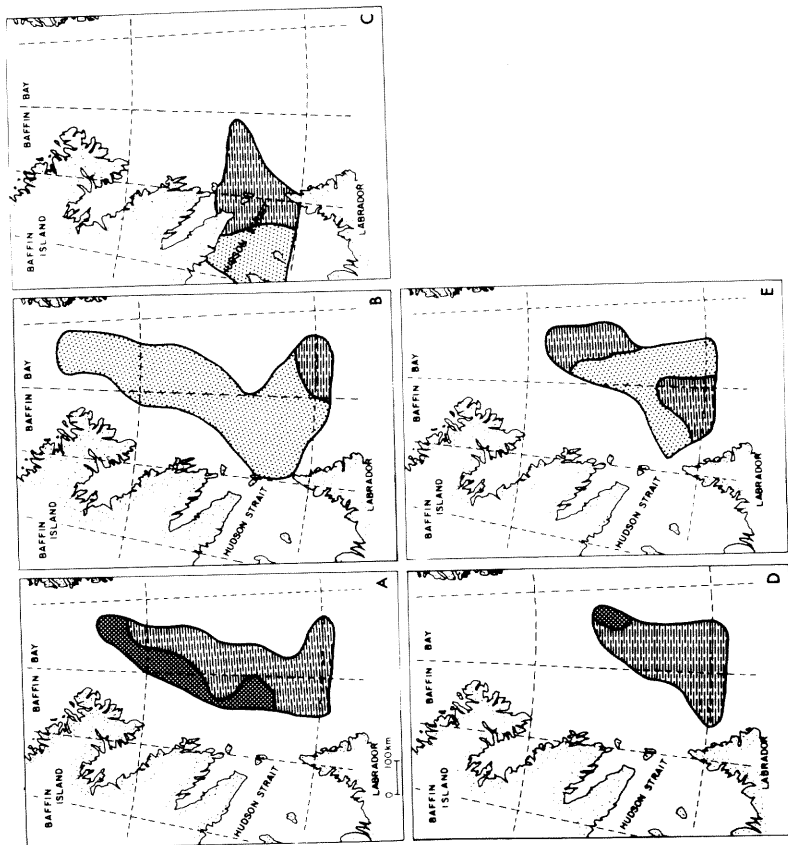 BAFFIN
ISLAND
BAFFIN BAY
HUDSON STRAIT
LABRADOR
0 100 km
A
BAFFIN
ISLAND
BAFFIN BAY
HUDSON STRAIT
LABRADOR
B
BAFFIN
ISLAND
BAFFIN BAY
HUDSON
LABRADOR
C
BAFFIN
ISLAND
BAFFIN BAY
HUDSON STRAIT
LABRADOR
D
BAFFIN
ISLAND
BAFFIN BAY
HUDSON STRAIT
LABRADOR
E